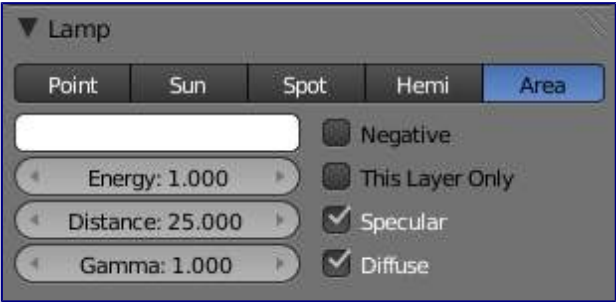 Lamp
Point Sun Spot Hemi Area
Negative
Energy: 1.000 This Layer Only
Distance: 25.000 Specular
Gamma: 1.000 Diffuse